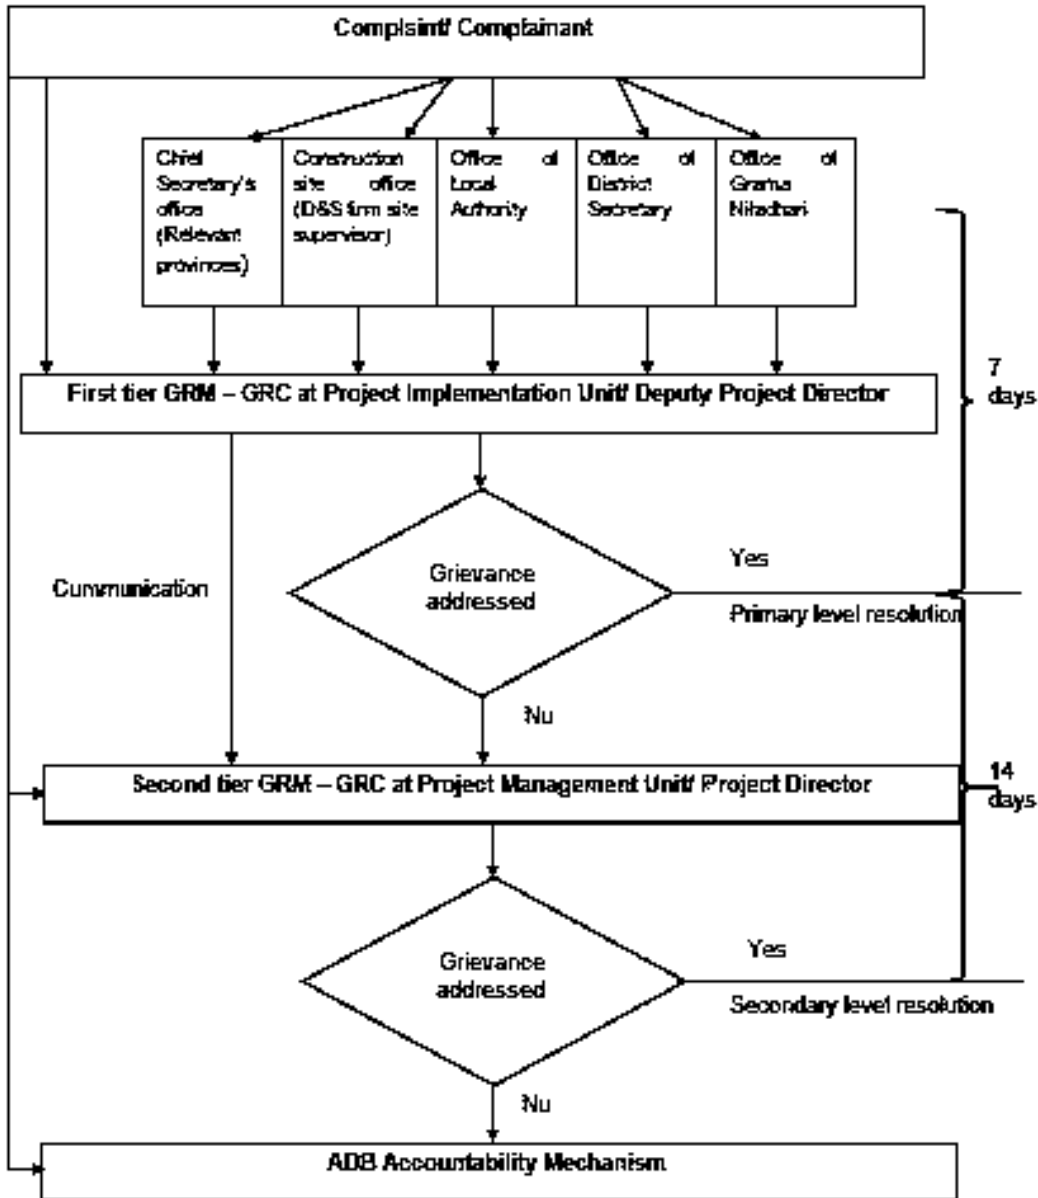 Complaint/ Complainant
Chief
Secretary's
office
(Relevant
provinces)
Construction
site office
(D&S firm site
supervisor)
Office of
Local
Authority
Office of
District
Secretary
Office of
Grama
Niladhari
7
days
First tier GRM – GRC at Project Implementation Unit/ Deputy Project Director
Grievance
addressed
Yes
Primary level resolution
Communication
No
Second tier GRM – GRC at Project Management Unit/ Project Director
14
days
Grievance
addressed
Yes
Secondary level resolution
No
ADB Accountability Mechanism